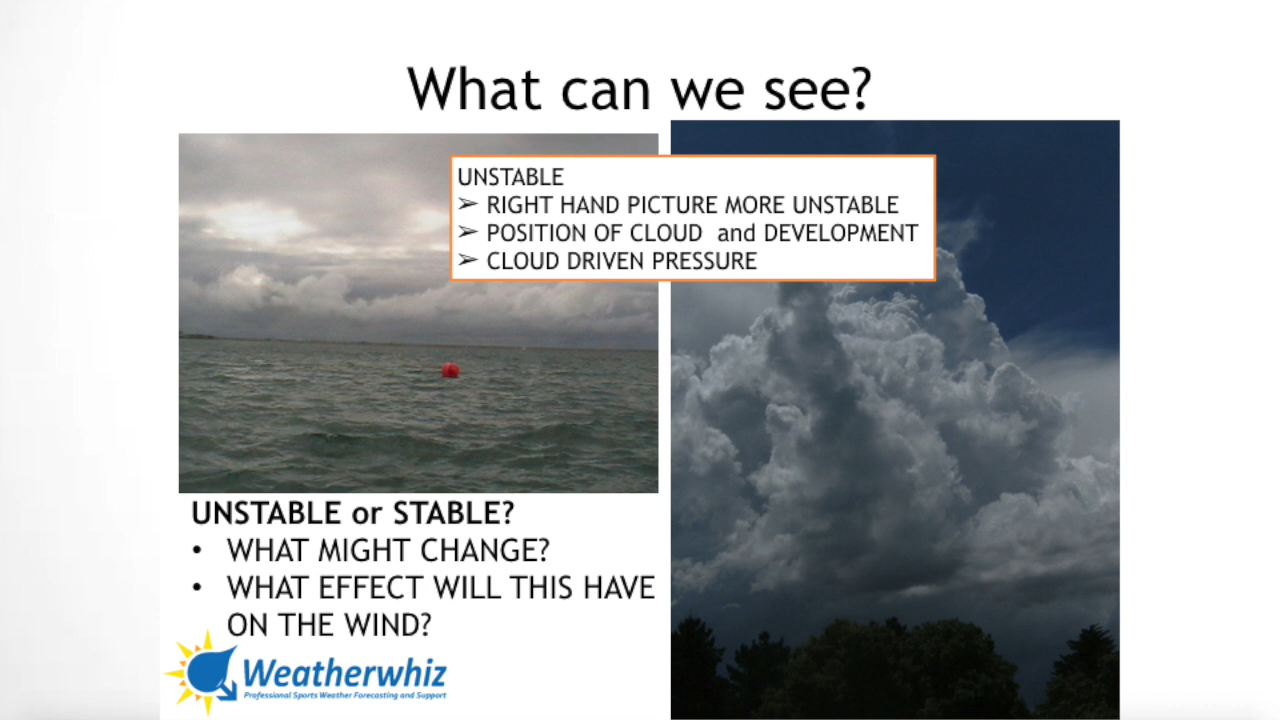 What can we see?
UNSTABLE
➢ RIGHT HAND PICTURE MORE UNSTABLE
➢ POSITION OF CLOUD and DEVELOPMENT
➢ CLOUD DRIVEN PRESSURE
UNSTABLE or STABLE?
• WHAT MIGHT CHANGE?
• WHAT EFFECT WILL THIS HAVE
ON THE WIND?
Weatherwhiz
Professional Sports Weather Forecasting and Support